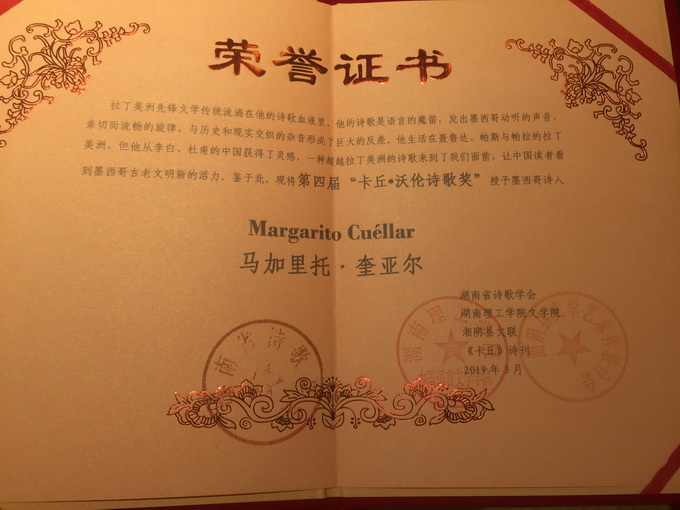 荣誉证书
拉丁美洲先锋文学传统流淌在他的诗歌血液里，他的诗歌是语言的魔笛，发出墨西哥动听的声音，
亲切而流畅的旋律，与历史和现实交织的杂音形成了巨大的反差。他生活在聂鲁达，帕斯与帕拉的拉丁
美洲，但他从李白、杜甫的中国获得了灵感，一种超越拉丁美洲的诗歌来到了我们面前，让中国读者看
到墨西哥古老文明新的活力。鉴于此，现将第四届“卡丘•沃伦诗歌奖”授予墨西哥诗人
Margarito Cuéllar
马加里托·奎亚尔
湖南省诗歌学会
湖南理工学院文学院
湘阴县文联
《卡丘》诗刊
2019年3月